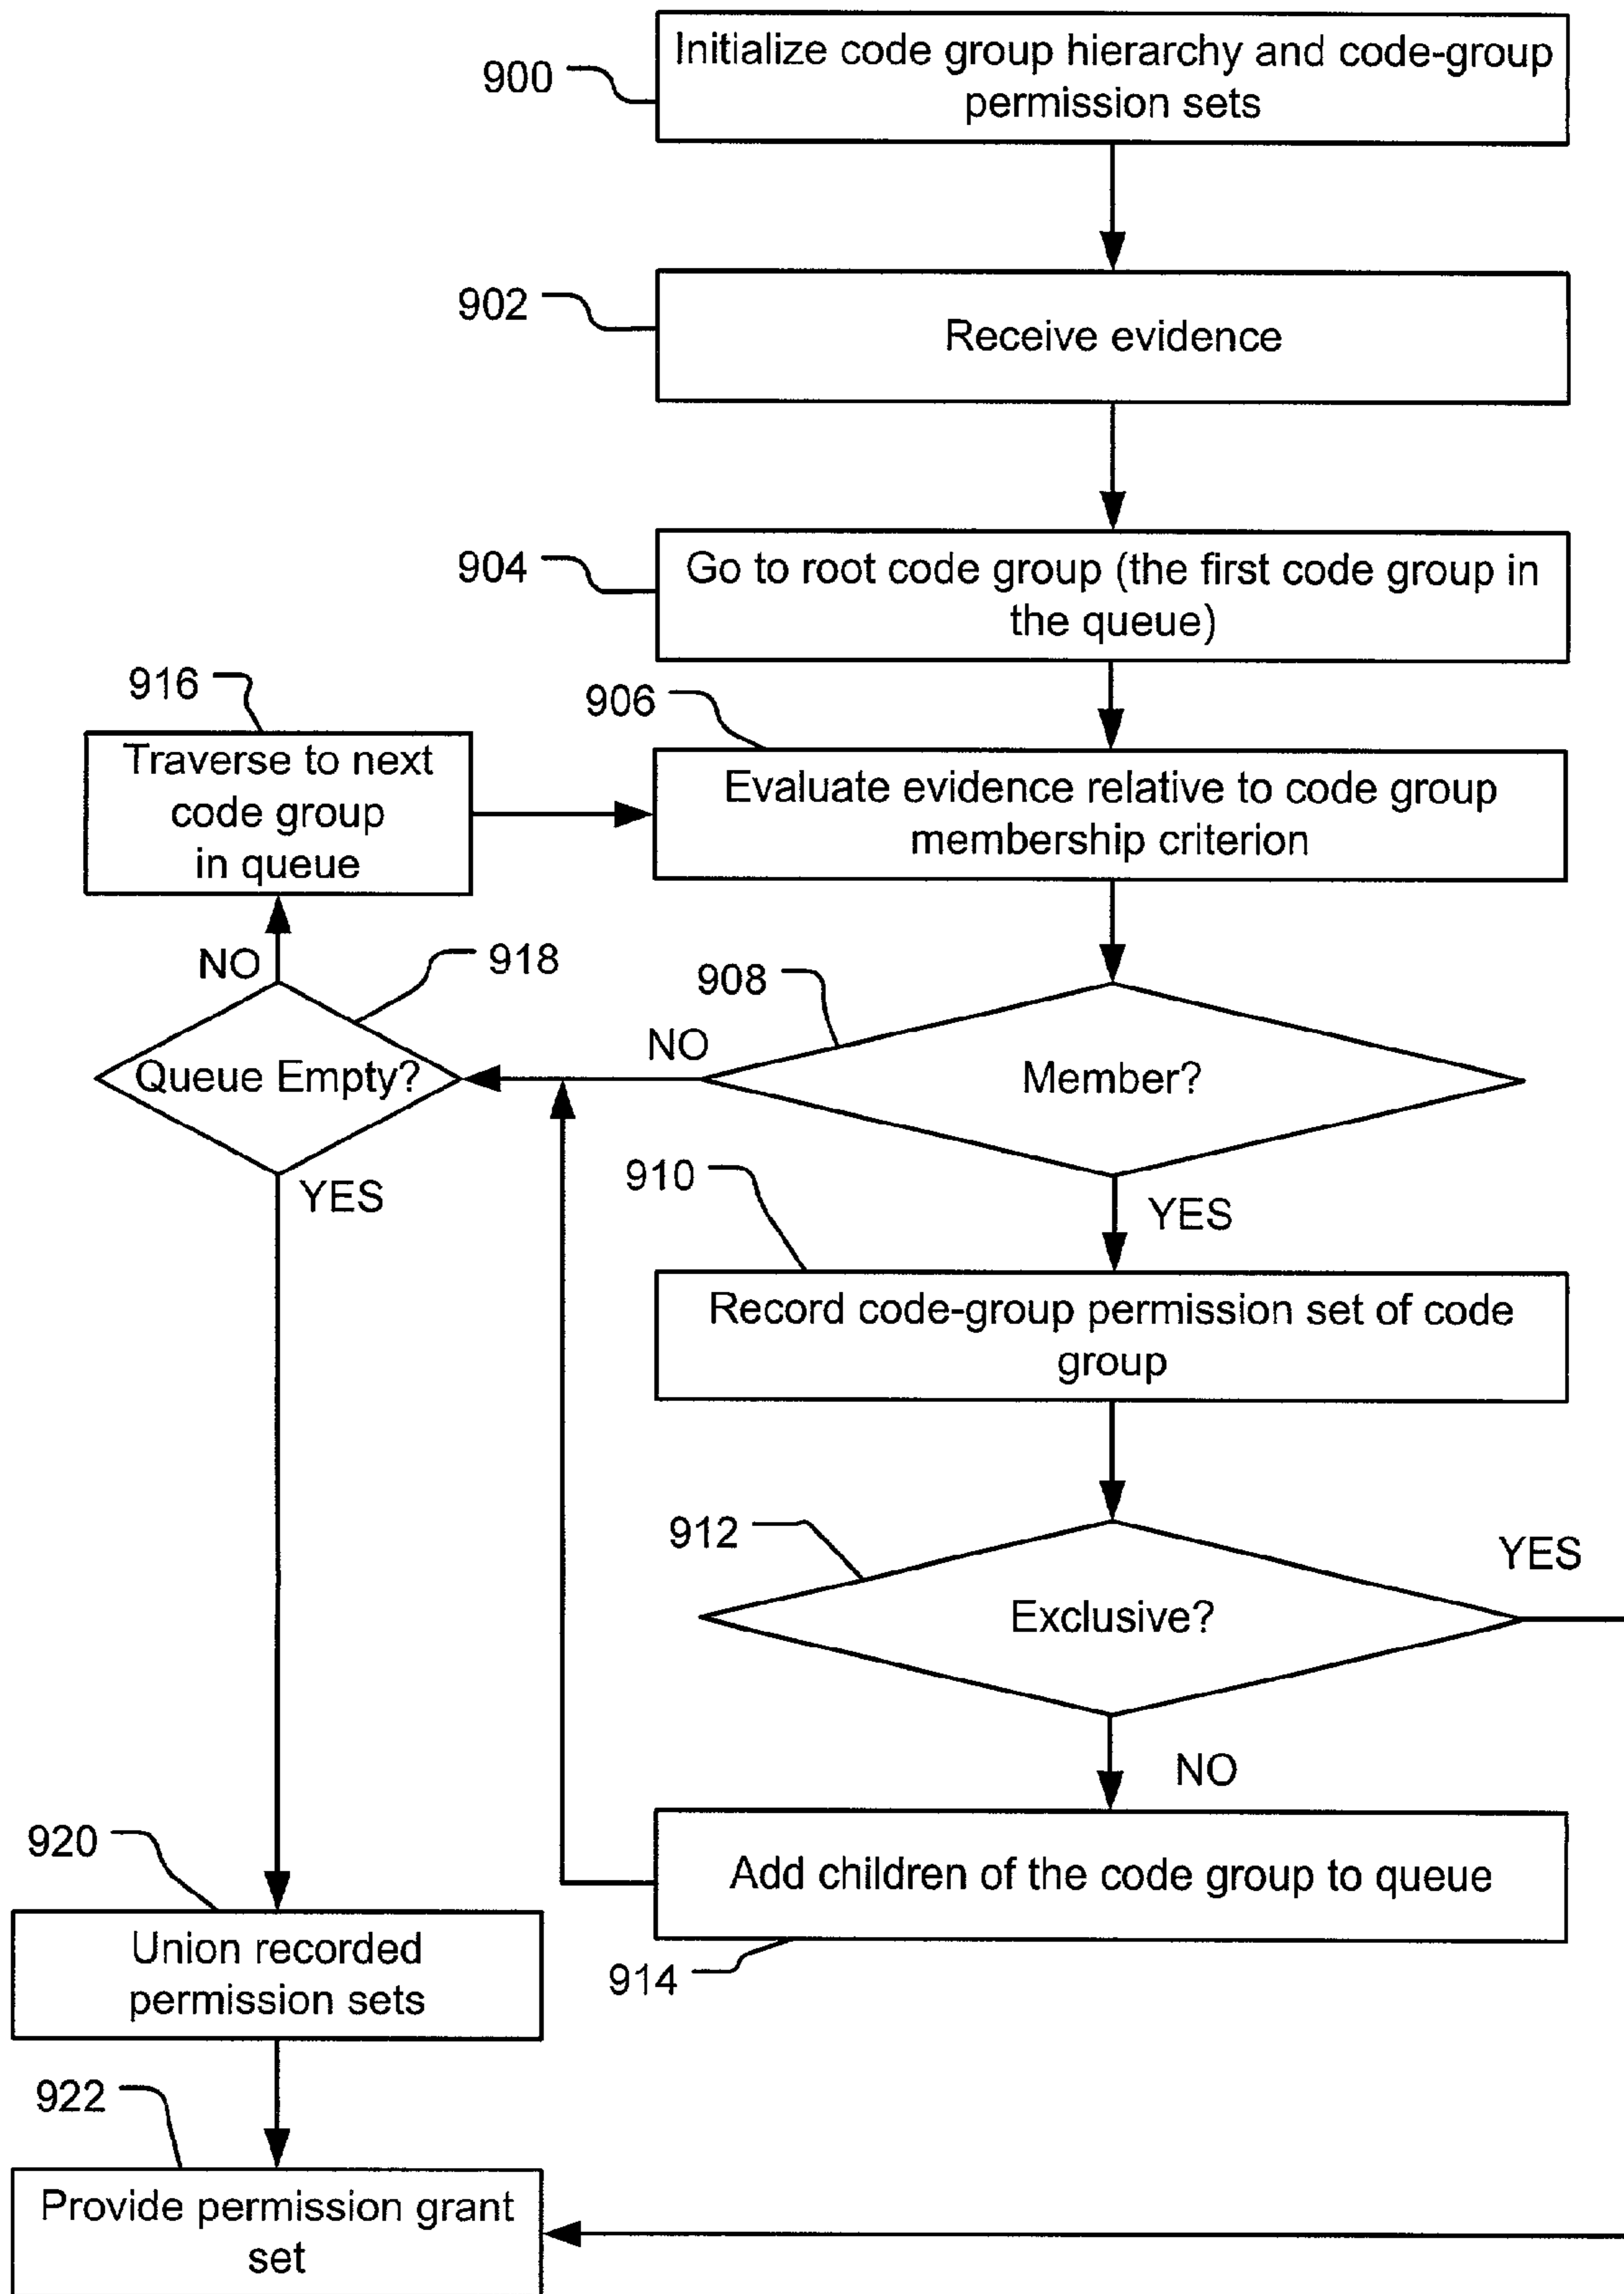 900
Initialize code group hierarchy and code-group
permission sets
902
Receive evidence
904
Go to root code group (the first code group in
the queue)
916
Traverse to next
code group
in queue
906
Evaluate evidence relative to code group
membership criterion
NO
918
Queue Empty?
YES
908
NO
Member?
YES
910
Record code-group permission set of code
group
912
Exclusive?
YES
NO
Add children of the code group to queue
914
920
Union recorded
permission sets
922
Provide permission grant
set